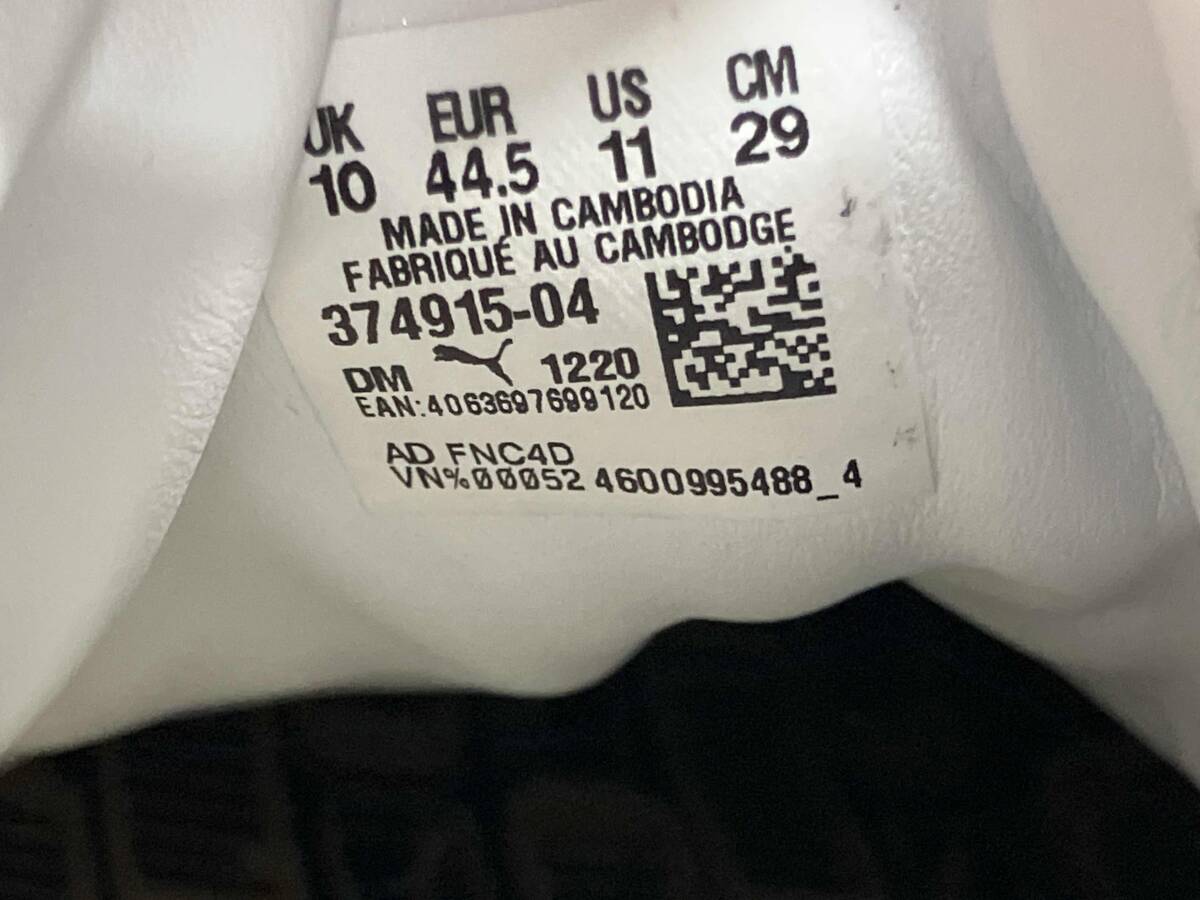 UK EUR US CM
10 44.5 11 29
MADE IN CAMBODIA
FABRIQUÉ AU CAMBODGE
374915-04
DM 1220
EAN:4063697699120
AD FNC4D
VN%00052 4600995488_4